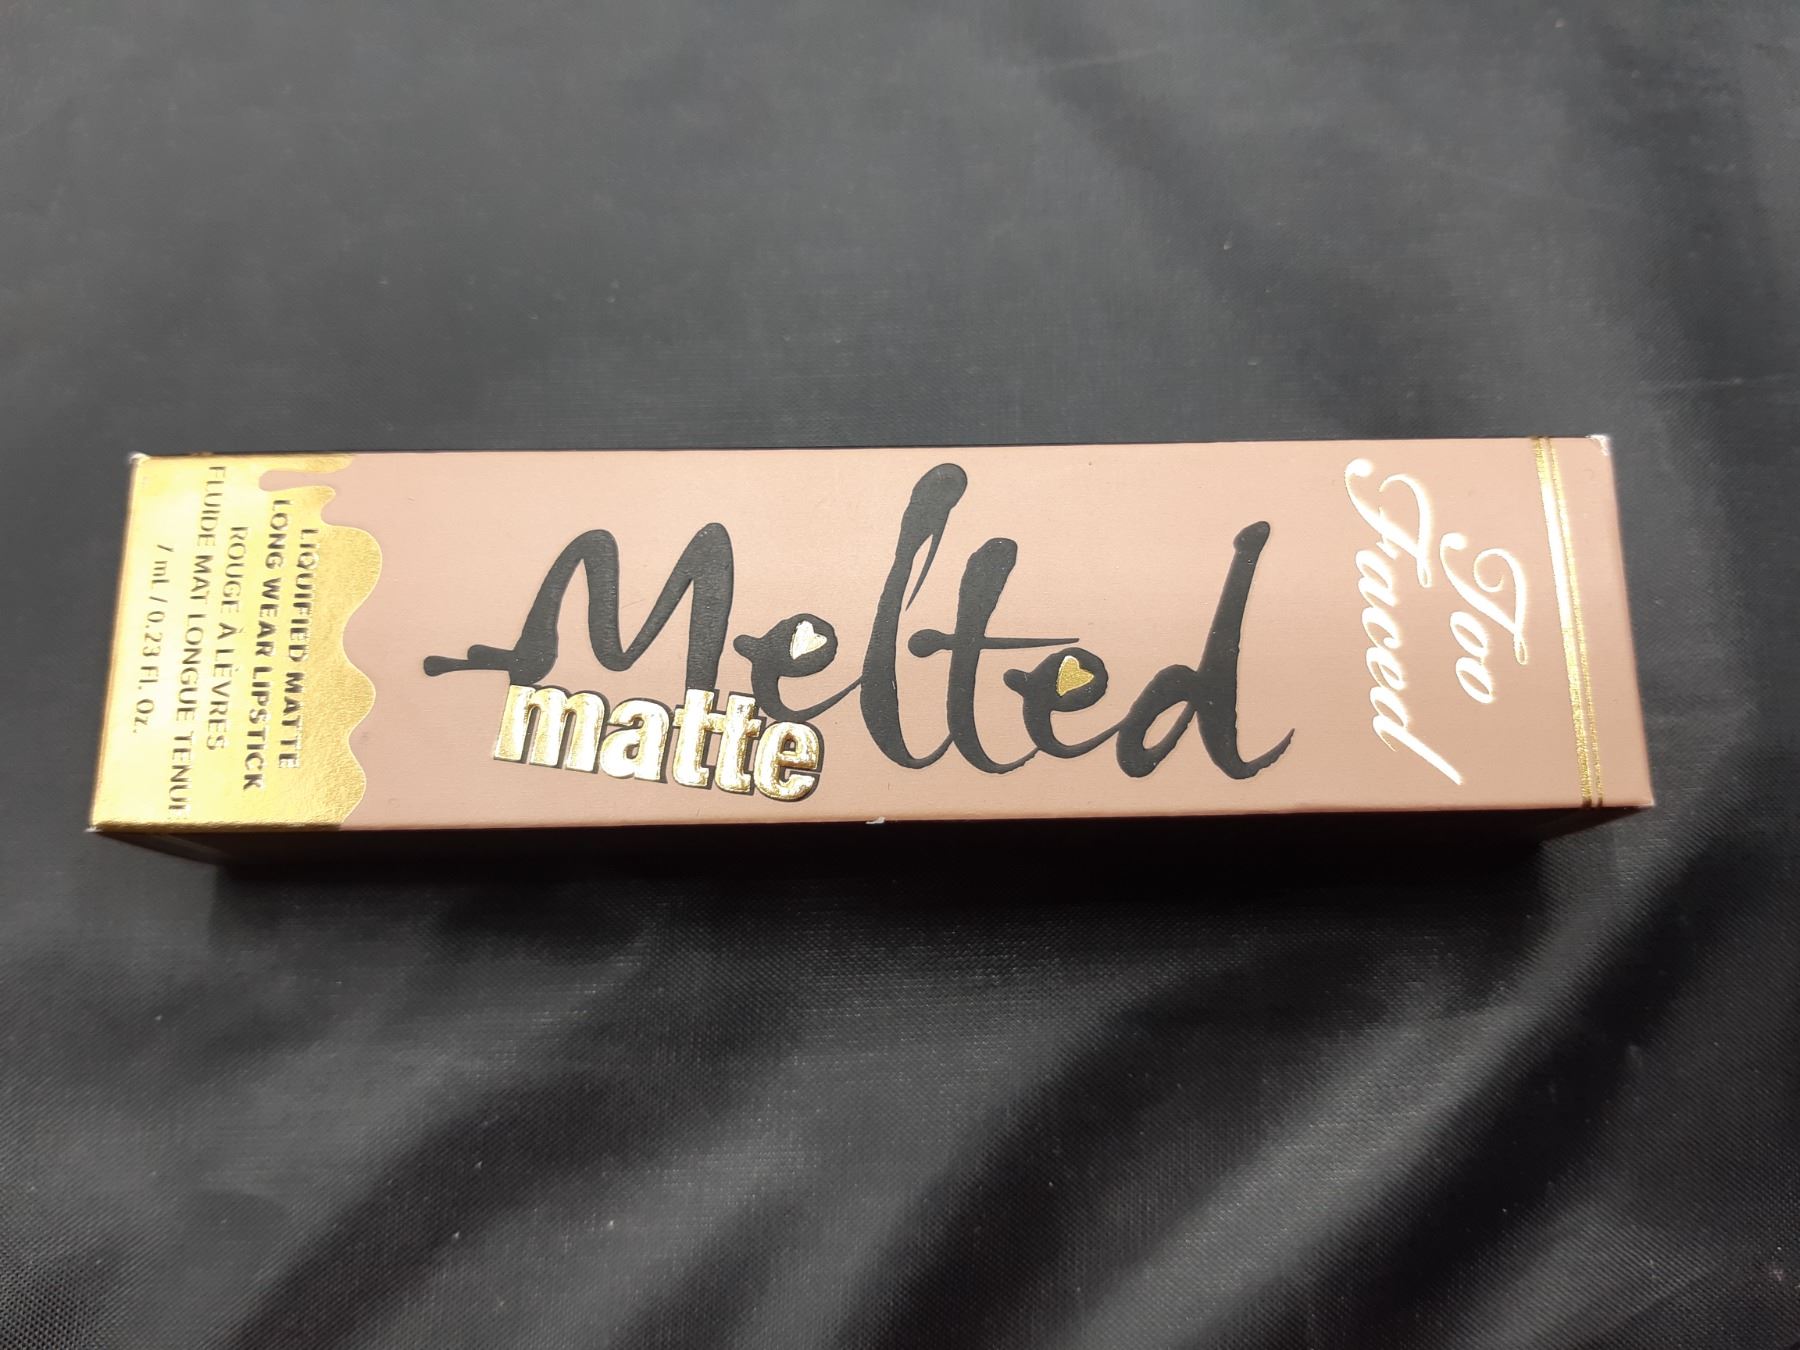 Too
Faced
Melted
matte
LIQUIFIED MATTE
LONG WEAR LIPSTICK
ROUGE À LÈVRES
FLUIDE MAT LONGUE TENUE
7 mL / 0.23 Fl. Oz.